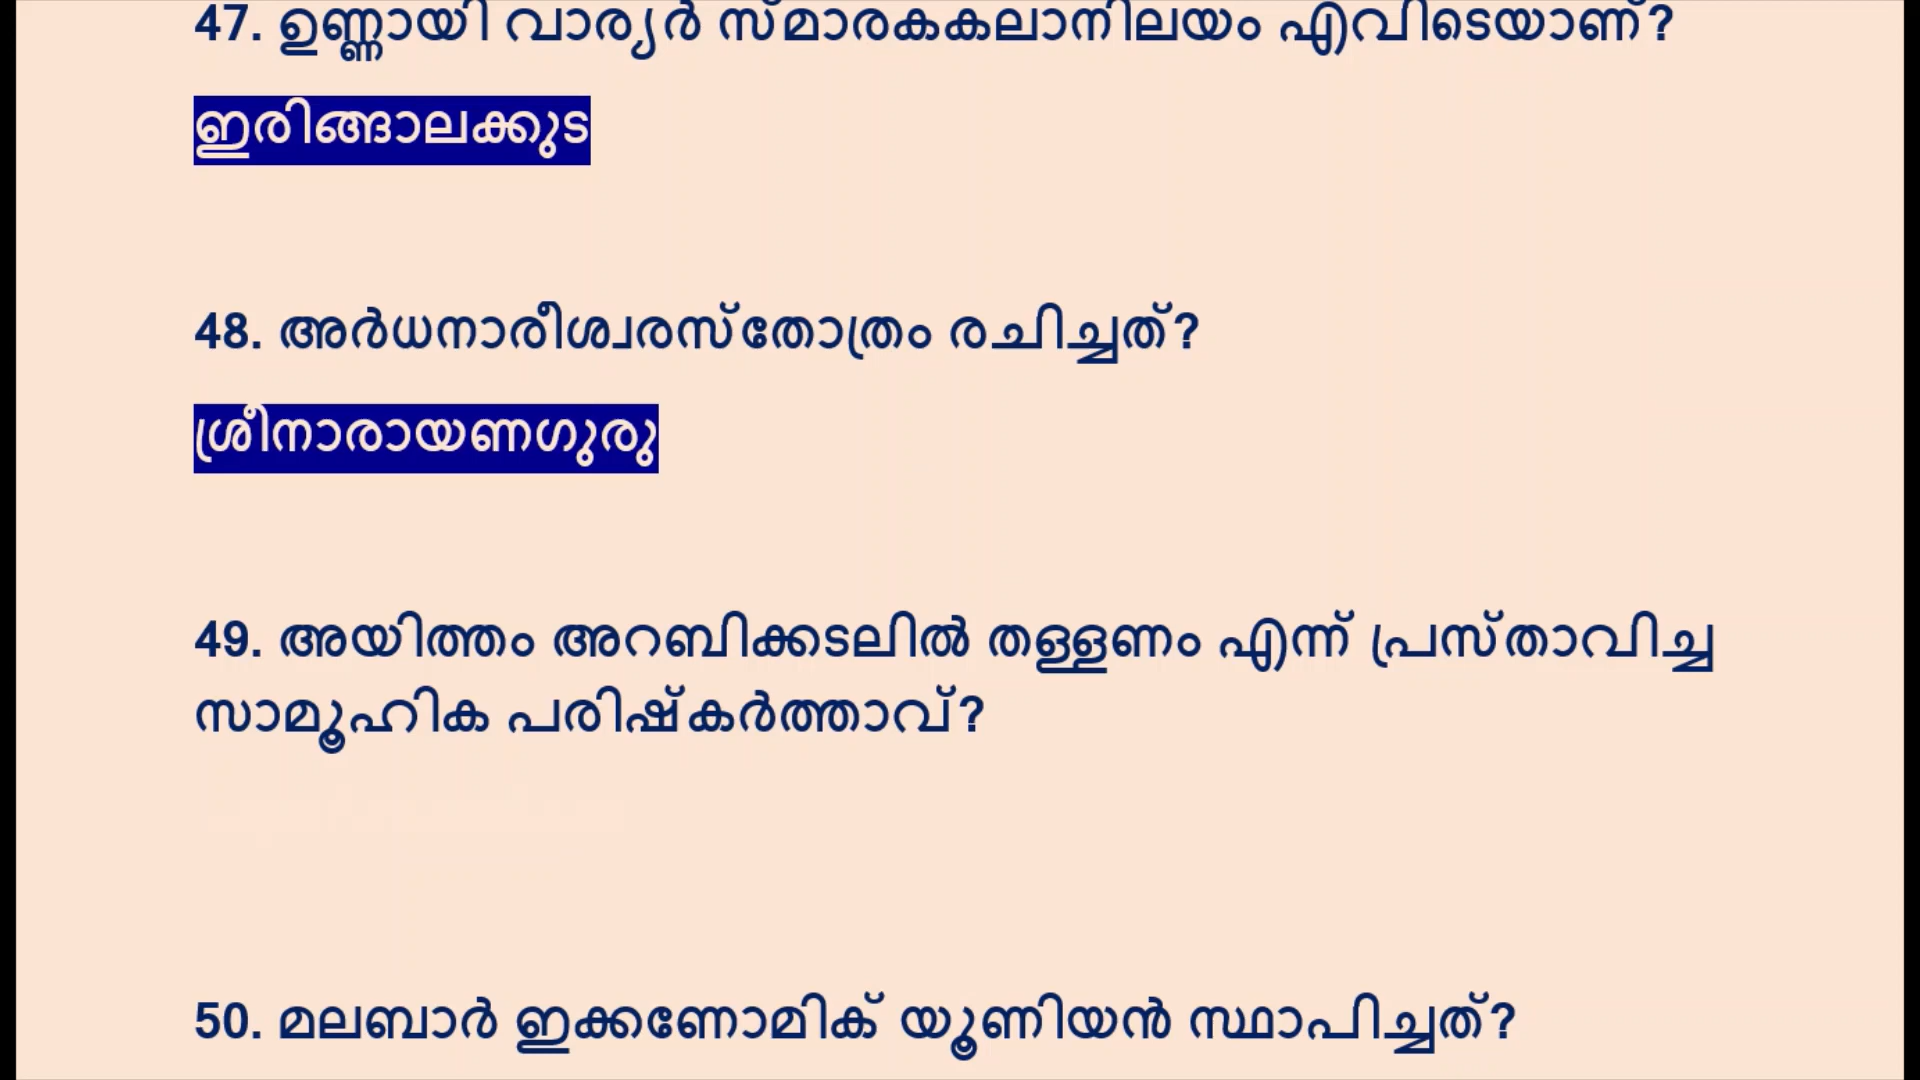 47. ഉണ്ണായി വാര്യർ സ്മാരകകലാനിലയം എവിടെയാണ്?
ഇരിങ്ങാലക്കുട
48. അർധനാരീശ്വരസ്തോത്രം രചിച്ചത്?
ശ്രീനാരായണഗുരു
49. അയിത്തം അറബിക്കടലിൽ തള്ളണം എന്ന് പ്രസ്താവിച്ച
സാമൂഹിക പരിഷ്കർത്താവ്?
50. മലബാർ ഇക്കണോമിക് യൂണിയൻ സ്ഥാപിച്ചത്?